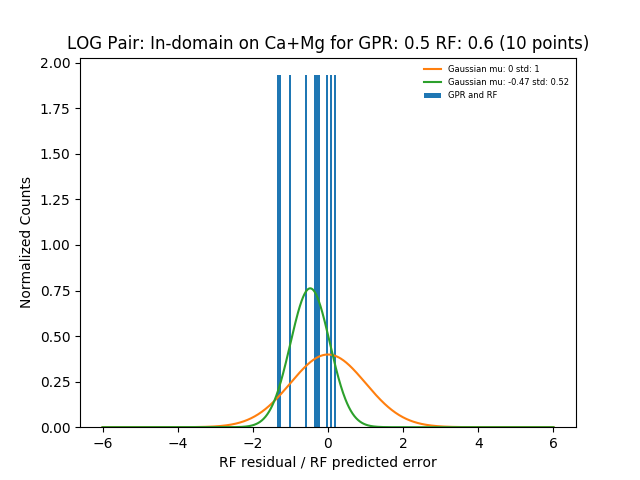 LOG Pair: In-domain on Ca+Mg for GPR: 0.5 RF: 0.6 (10 points)
2.00
1.75
1.50
1.25
1.00
0.75
0.50
0.25
0.00
Normalized Counts
Gaussian mu: 0 std: 1
Gaussian mu: -0.47 std: 0.52
GPR and RF
−6 −4 −2 0 2 4 6
RF residual / RF predicted error